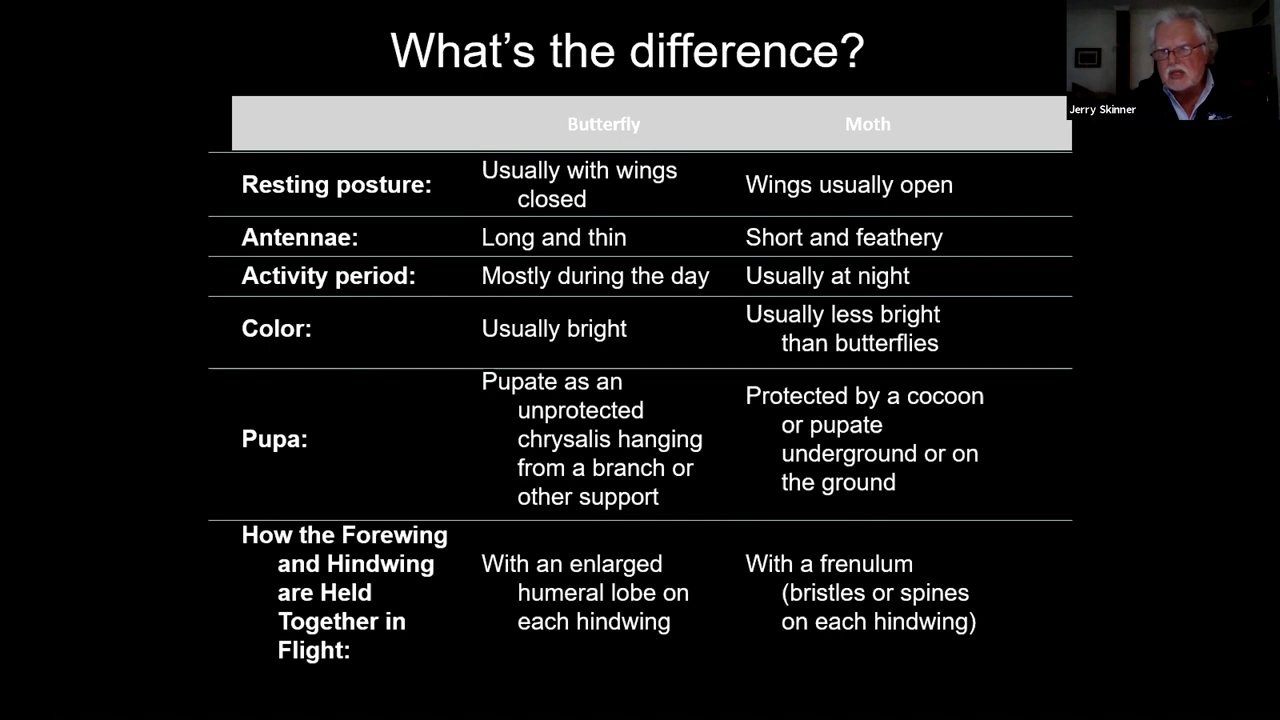 What's the difference?
Jerry Skinner
Butterfly Moth
Resting posture:
Usually with wings
closed
Wings usually open
Antennae:
Long and thin
Short and feathery
Activity period:
Mostly during the day
Usually at night
Color:
Usually bright
Usually less bright
than butterflies
Pupa:
Pupate as an
unprotected
chrysalis hanging
from a branch or
other support
Protected by a cocoon
or pupate
underground or on
the ground
How the Forewing
and Hindwing
are Held
Together in
Flight:
With an enlarged
humeral lobe on
each hindwing
With a frenulum
(bristles or spines
on each hindwing)